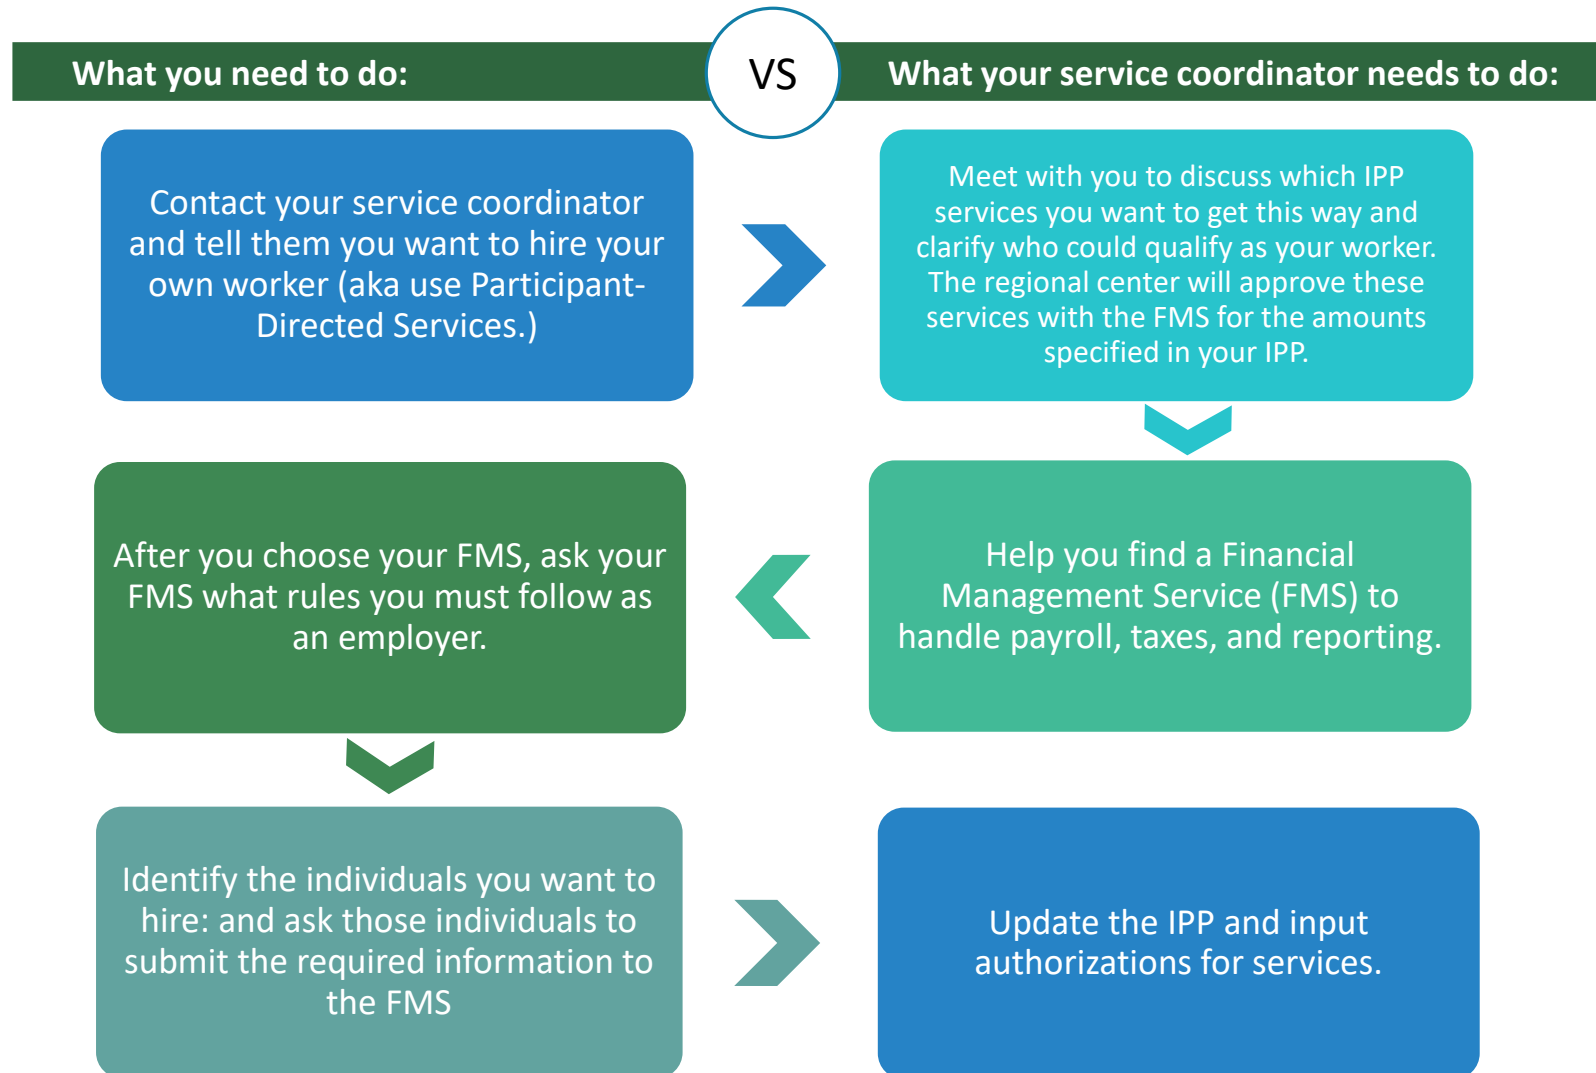 What you need to do:
VS
What your service coordinator needs to do:
Contact your service coordinator
and tell them you want to hire your
own worker (aka use Participant-
Directed Services.)
Meet with you to discuss which IPP
services you want to get this way and
clarify who could qualify as your worker.
The regional center will approve these
services with the FMS for the amounts
specified in your IPP.
Help you find a Financial
Management Service (FMS) to
handle payroll, taxes, and reporting.
After you choose your FMS, ask your
FMS what rules you must follow as
an employer.
Identify the individuals you want to
hire: and ask those individuals to
submit the required information to
the FMS
Update the IPP and input
authorizations for services.